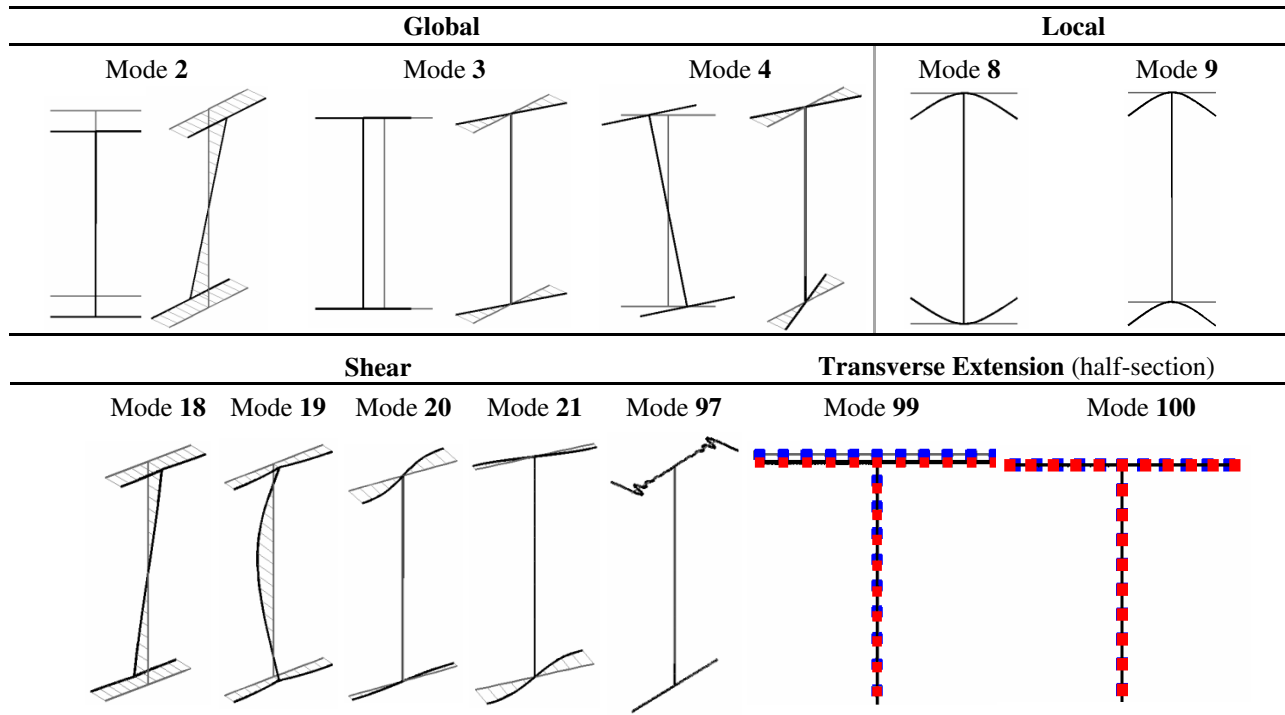 Global Local
Mode 2 Mode 3 Mode 4 Mode 8 Mode 9
Shear Transverse Extension (half-section)
Mode 18 Mode 19 Mode 20 Mode 21 Mode 97 Mode 99 Mode 100